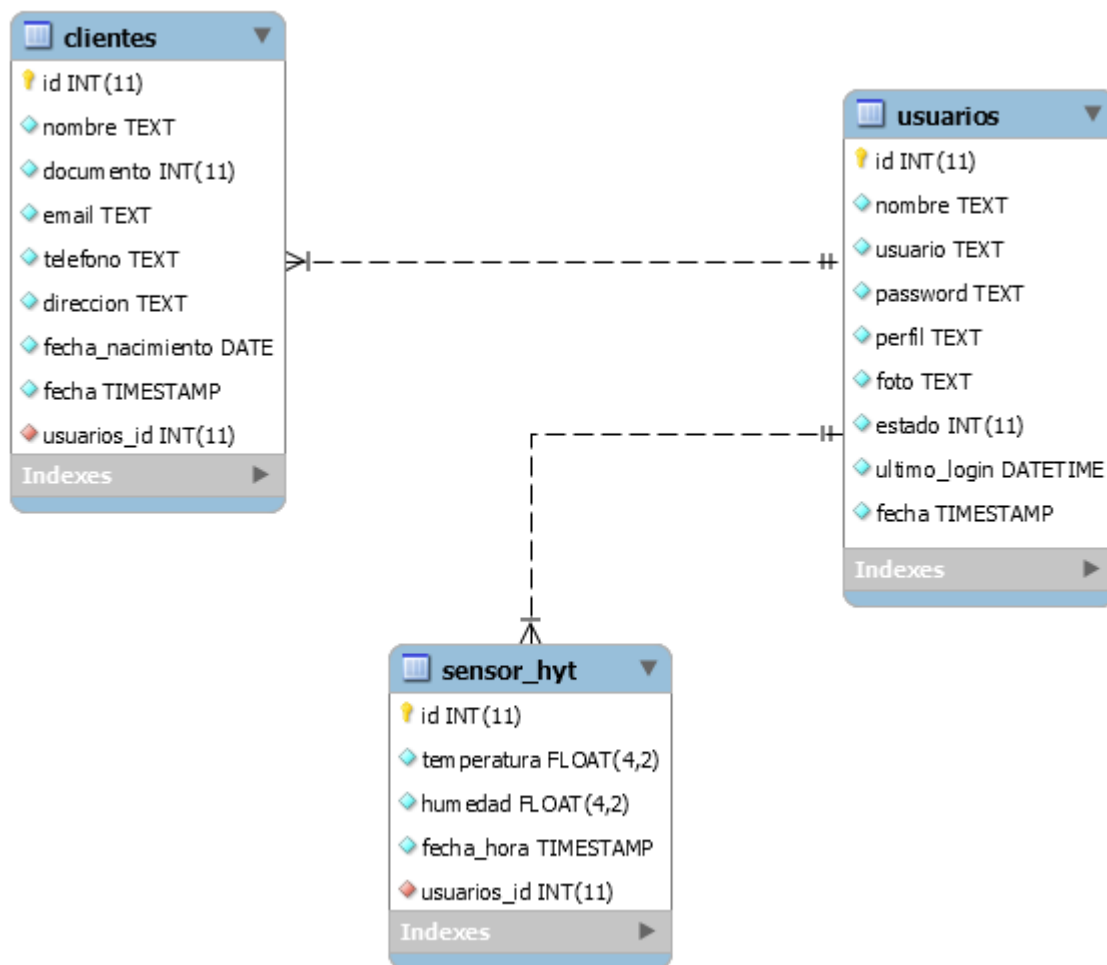 clientes
id INT(11)
nombre TEXT
documento INT(11)
email TEXT
telefono TEXT
direccion TEXT
fecha_nacimiento DATE
fecha TIMESTAMP
usuarios_id INT(11)
Indexes
usuarios
id INT(11)
nombre TEXT
usuario TEXT
password TEXT
perfil TEXT
foto TEXT
estado INT(11)
ultimo_login DATETIME
fecha TIMESTAMP
Indexes
sensor_hyt
id INT(11)
temperatura FLOAT(4,2)
humedad FLOAT(4,2)
fecha_hora TIMESTAMP
usuarios_id INT(11)
Indexes